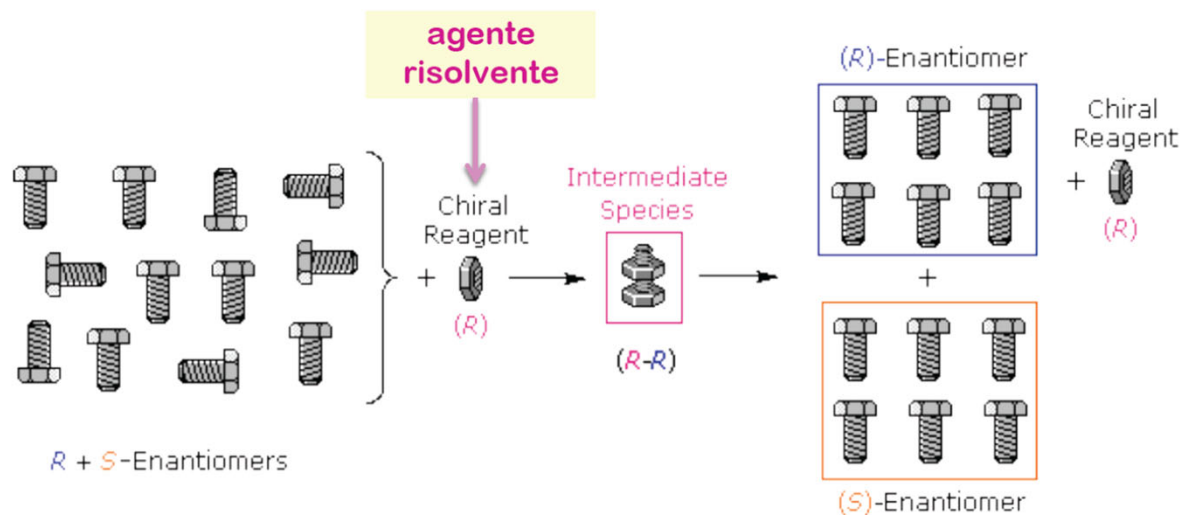 agente
risolvente
R + S-Enantiomers
+
Chiral
Reagent
(R)
Intermediate
Species
(R-R)
(R)-Enantiomer
+
Chiral
Reagent
(R)
+
(S)-Enantiomer